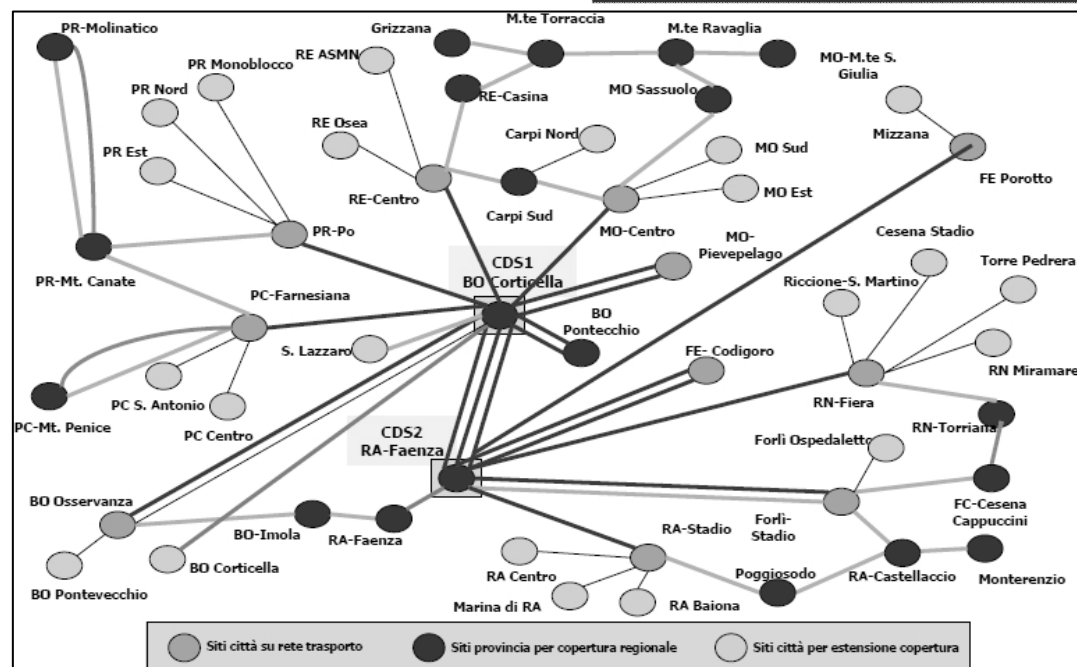 PR-Molinatico
Grizzana
M.te Torraccia
M.te Ravaglia
RE ASMN
MO-M.te S.
Giulia
PR Monoblocco
PR Nord
RE-Casina
MO Sassuolo
Mizzana
RE Osea
Carpi Nord
MO Sud
PR Est
FE Porotto
RE-Centro
MO Est
Carpi Sud
PR-Po
MO-Centro
MO-
Pievepelago
Cesena Stadio
CDS1
BO Corticella
Torre Pedrera
PR-Mt. Canate
Riccione-S. Martino
PC-Farnesiana
BO
Pontecchio
S. Lazzaro
FE- Codigoro
RN Miramare
PC S. Antonio
RN-Fiera
PC-Mt. Penice
PC Centro
RN-Torriana
CDS2
RA-Faenza
Forlì Ospedaletto
BO Osservanza
FC-Cesena
Cappuccini
BO-Imola
RA-Faenza
RA-Stadio
Forlì-
Stadio
BO Corticella
RA Centro
Poggiosodo
RA-Castellaccio
Monterenzio
BO Pontevecchio
Marina di RA
RA Baiona
Siti città su rete trasporto
Siti provincia per copertura regionale
Siti città per estensione copertura